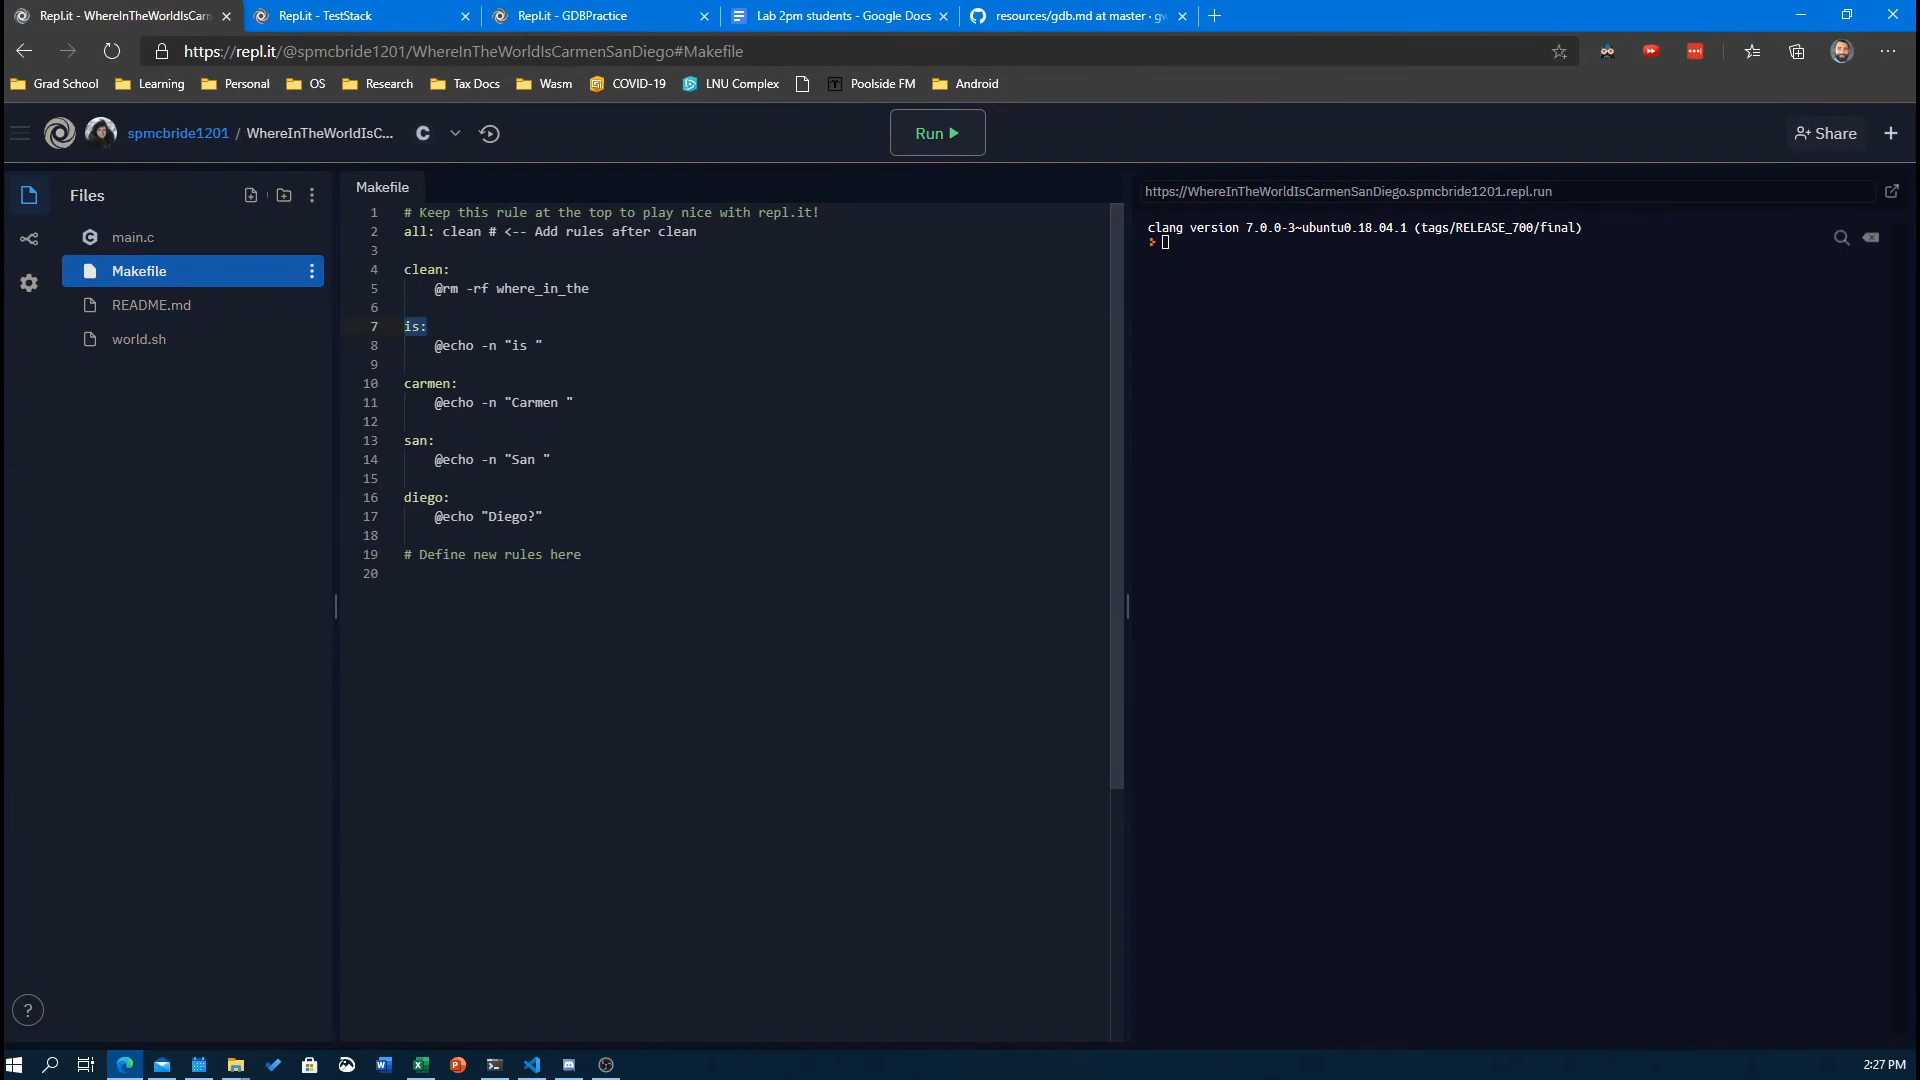 Repl.it - WhereInTheWorldIsCarm
Repl.it - TestStack
Repl.it - GDBPractice
Lab 2pm students - Google Docs
resources/gdb.md at master · gw
https://repl.it/@spmcbride1201/WhereInTheWorldIsCarmenSanDiego#Makefile
Grad School
Learning
Personal
OS
Research
Tax Docs
Wasm
COVID-19
LNU Complex
Poolside FM
Android
spmcbride1201 / WhereInTheWorldIsC...
Run
Share
Files
main.c
Makefile
README.md
world.sh
Makefile
1 # Keep this rule at the top to play nice with repl.it!
2 all: clean # <-- Add rules after clean
3
4 clean:
5 @rm -rf where_in_the
6
7 is:
8 @echo -n "is "
9
10 carmen:
11 @echo -n "Carmen "
12
13 san:
14 @echo -n "San "
15
16 diego:
17 @echo "Diego?"
18
19 # Define new rules here
20
https://WhereInTheWorldIsCarmenSanDiego.spmcbride1201.repl.run
clang version 7.0.0-3~ubuntu0.18.04.1 (tags/RELEASE_700/final)
2:27 PM